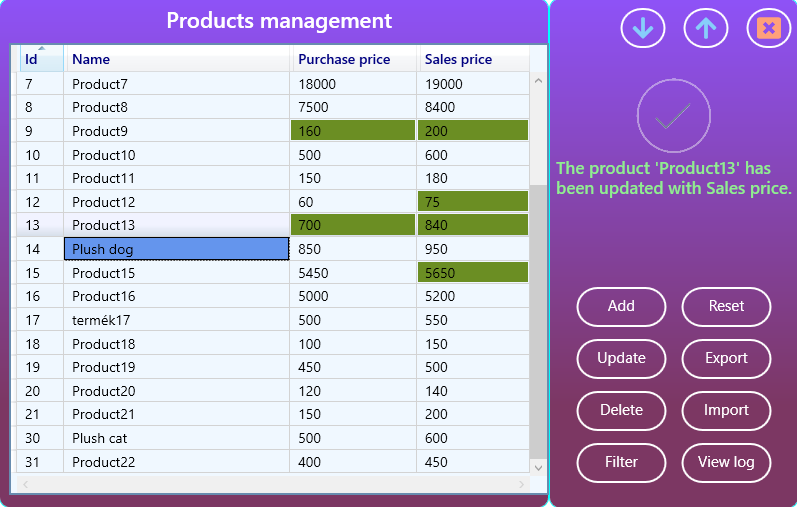 Products management
Id Name Purchase price Sales price
7 Product7 18000 19000
8 Product8 7500 8400
9 Product9 160 200
10 Product10 500 600
11 Product11 150 180
12 Product12 60 75
13 Product13 700 840
14 Plush dog 850 950
15 Product15 5450 5650
16 Product16 5000 5200
17 termék17 500 550
18 Product18 100 150
19 Product19 450 500
20 Product20 120 140
21 Product21 150 200
30 Plush cat 500 600
31 Product22 400 450
The product 'Product13' has
been updated with Sales price.
Add Reset
Update Export
Delete Import
Filter View log